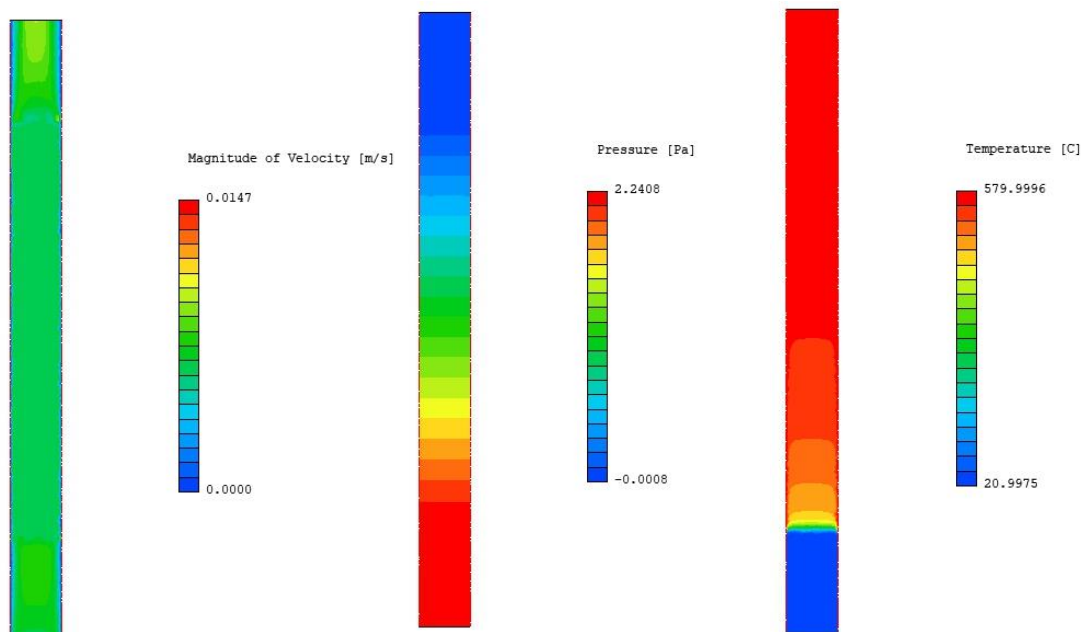 Magnitude of Velocity [m/s]
0.0147
0.0000
Pressure [Pa]
2.2408
-0.0008
Temperature [C]
579.9996
20.9975